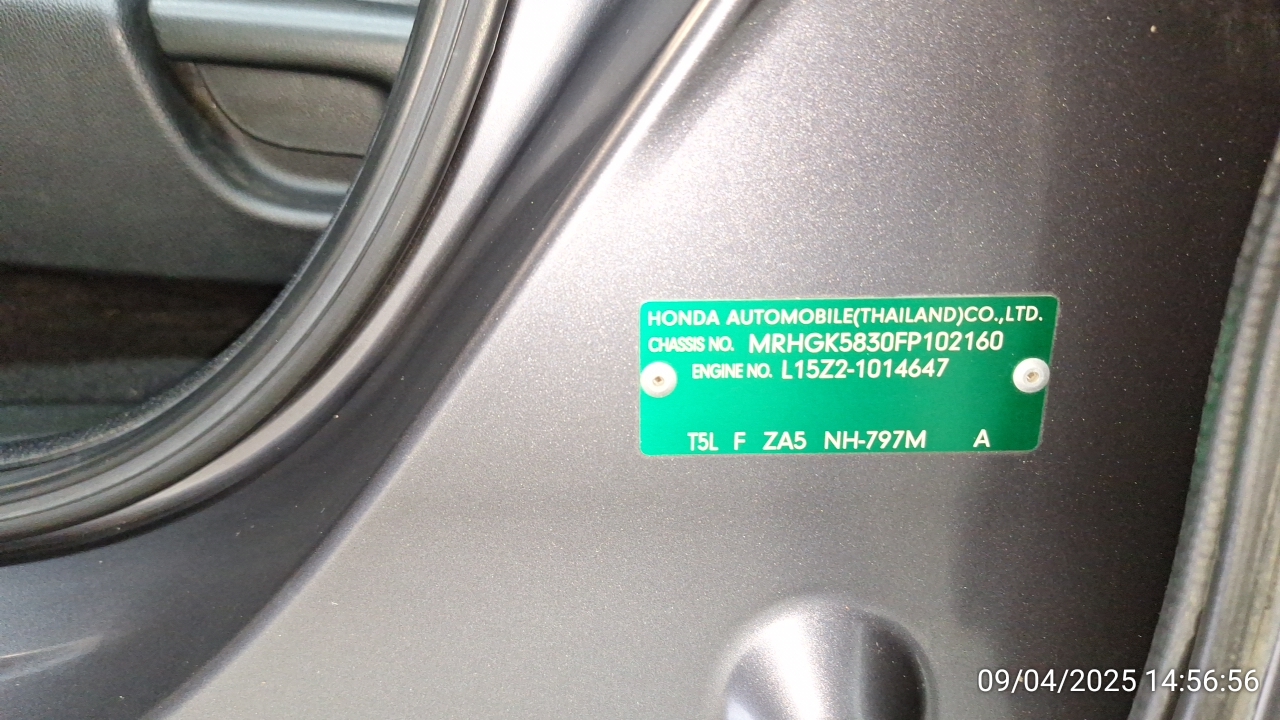 HONDA AUTOMOBILE(THAILAND)CO.,LTD.
CHASSIS NO. MRHGK5830FP102160
ENGINE NO. L15Z2-1014647
T5L F ZA5 NH-797M A
09/04/2025 14:56:56